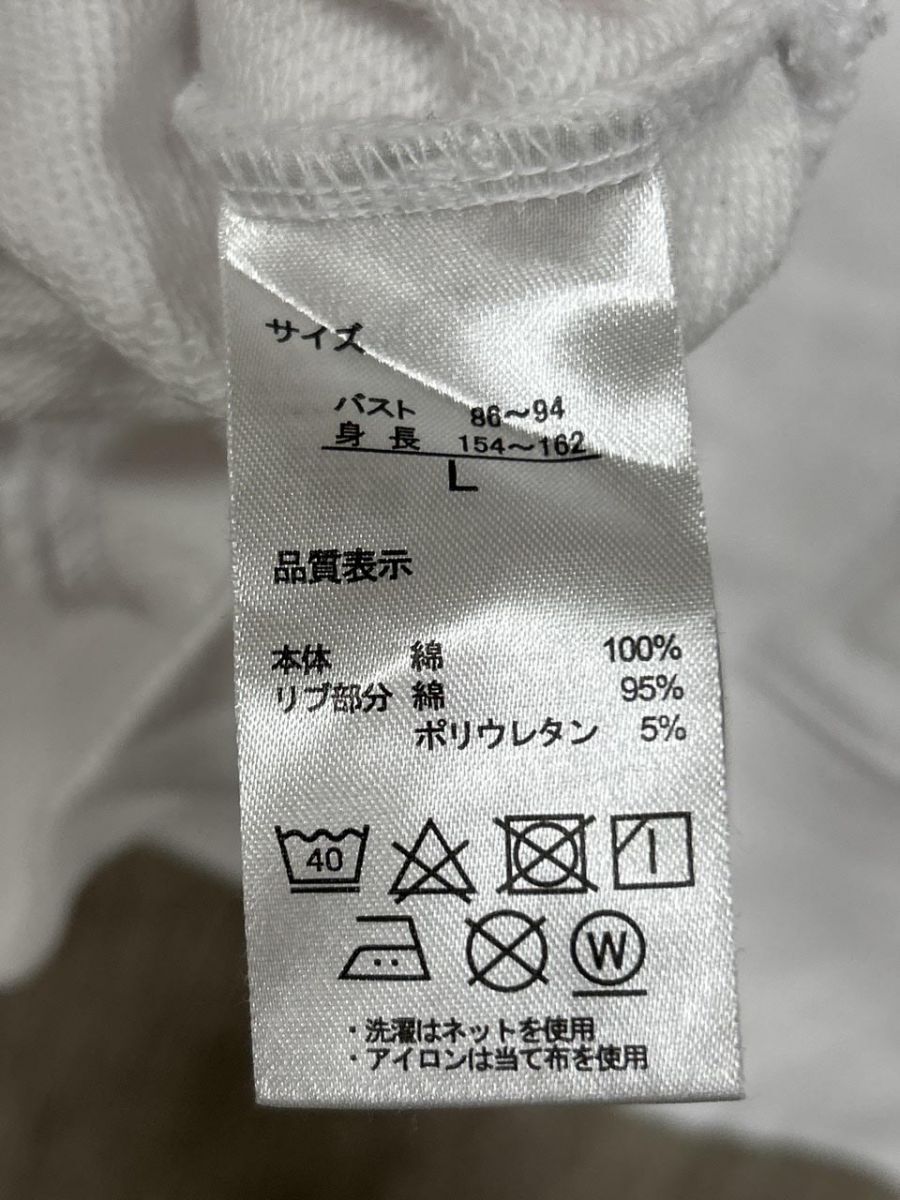 サイズ
バスト 86～94
身長 154～162
L
品質表示
本体 綿 100%
リブ部分 綿 95%
ポリウレタン 5%
40
W
・洗濯はネットを使用
・アイロンは当て布を使用